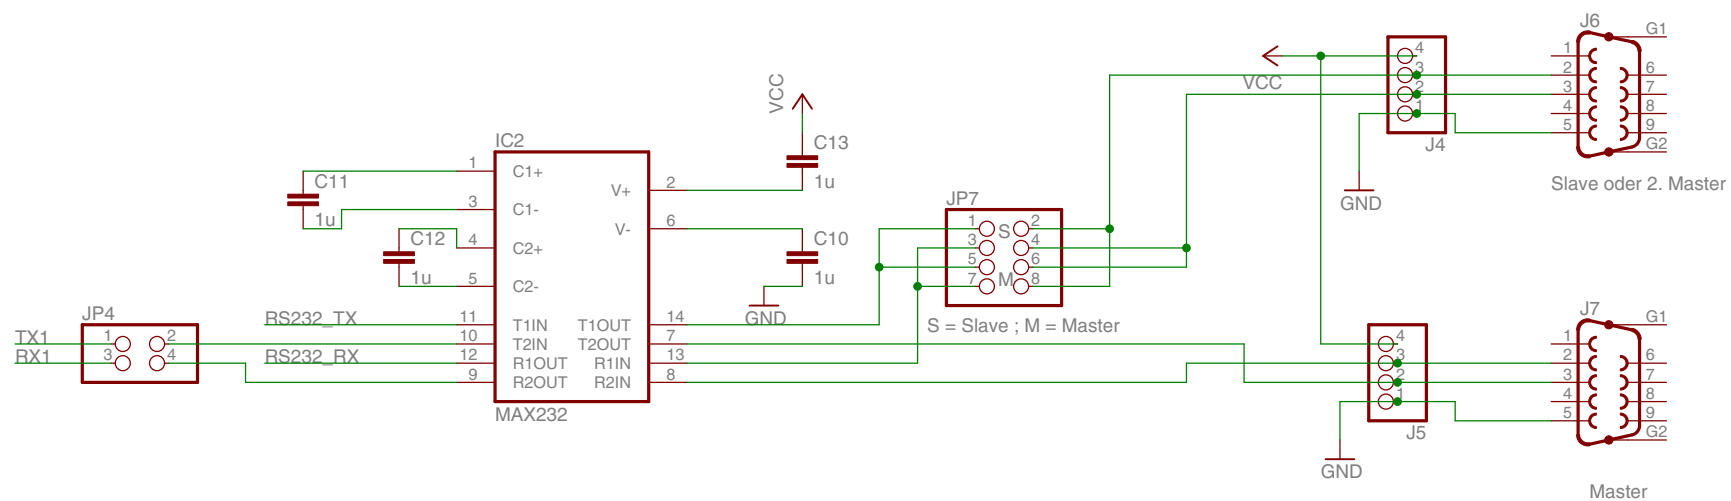 J6
G1
1
2
3
4
5
6
7
8
9
G2
Slave oder 2. Master
4
3
2
1
J4
VCC
GND
VCC
C13
1u
IC2
1
C1+
3
C1-
4
C2+
5
C2-
11
T1IN
10
T2IN
12
R1OUT
9
R2OUT
V+
2
V-
6
T1OUT
14
T2OUT
7
R1IN
13
R2IN
8
MAX232
C11
1u
C12
1u
C10
1u
GND
JP7
1
2
3
4
5
6
7
8
S
M
S = Slave ; M = Master
JP4
TX1
RX1
1
2
3
4
RS232_TX
RS232_RX
4
3
2
1
J5
GND
J7
G1
1
2
3
4
5
6
7
8
9
G2
Master